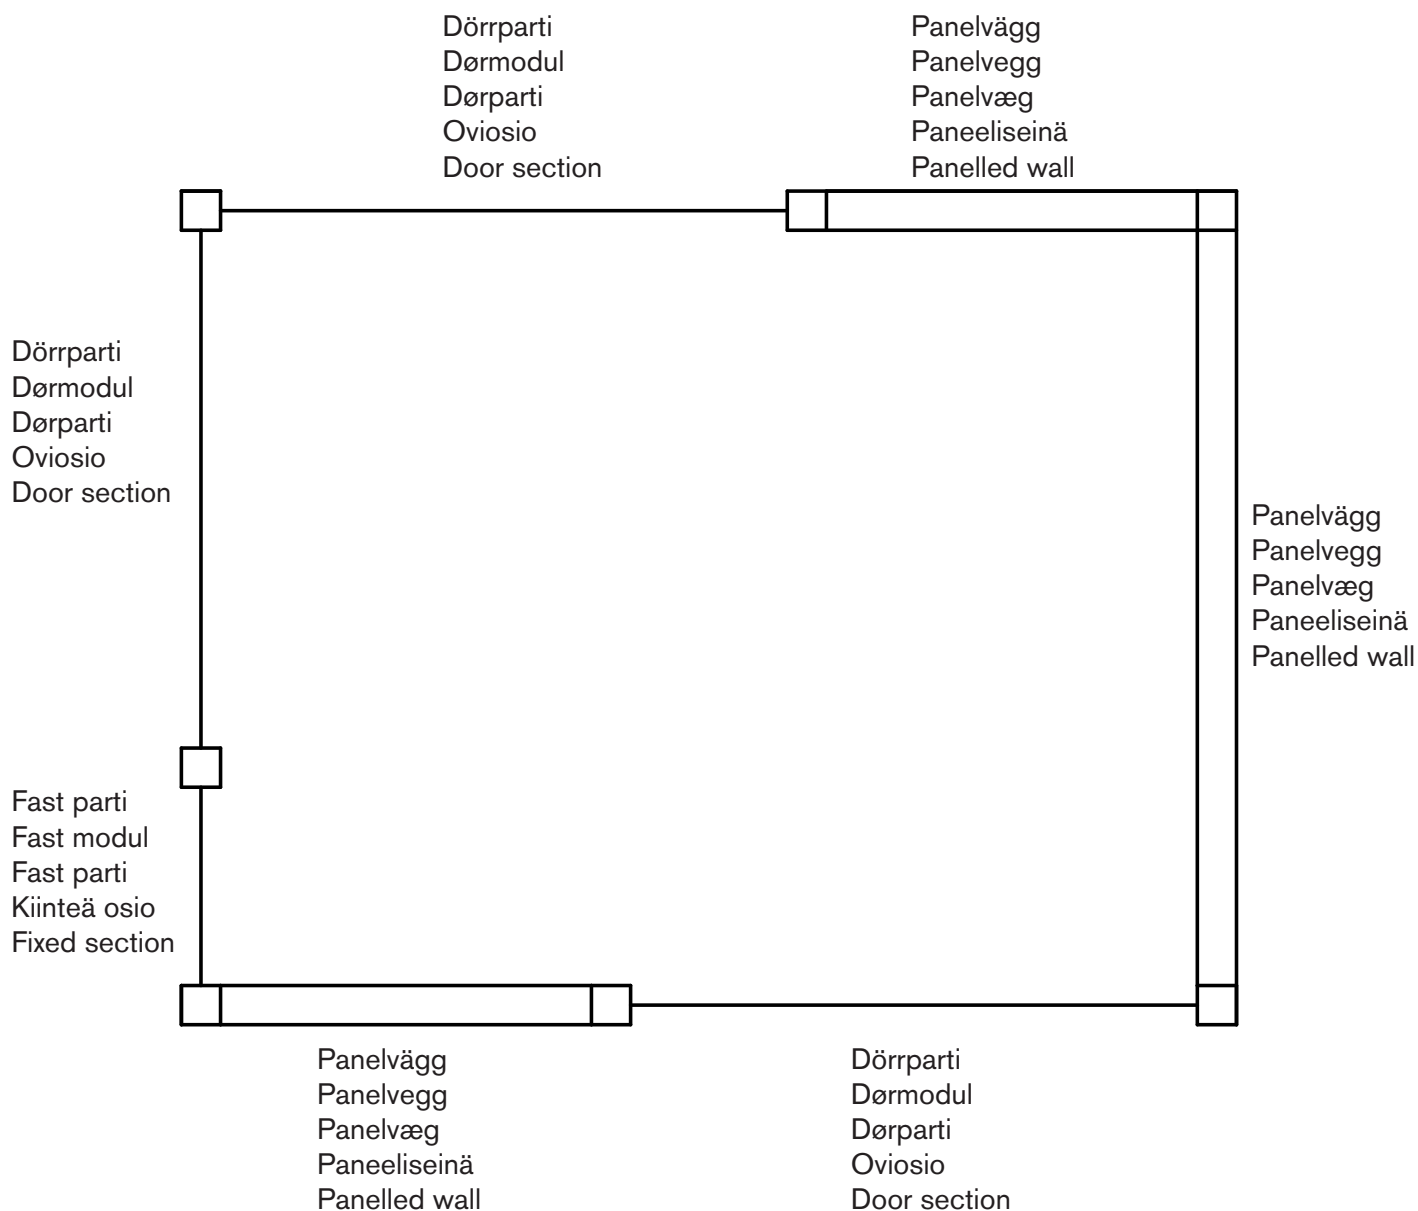 Dörrparti
Dørmodul
Dørparti
Oviosio
Door section
Panelvägg
Panelvegg
Panelvæg
Paneeliseinä
Panelled wall
Dörrparti
Dørmodul
Dørparti
Oviosio
Door section
Panelvägg
Panelvegg
Panelvæg
Paneeliseinä
Panelled wall
Fast parti
Fast modul
Fast parti
Kiinteä osio
Fixed section
Panelvägg
Panelvegg
Panelvæg
Paneeliseinä
Panelled wall
Dörrparti
Dørmodul
Dørparti
Oviosio
Door section